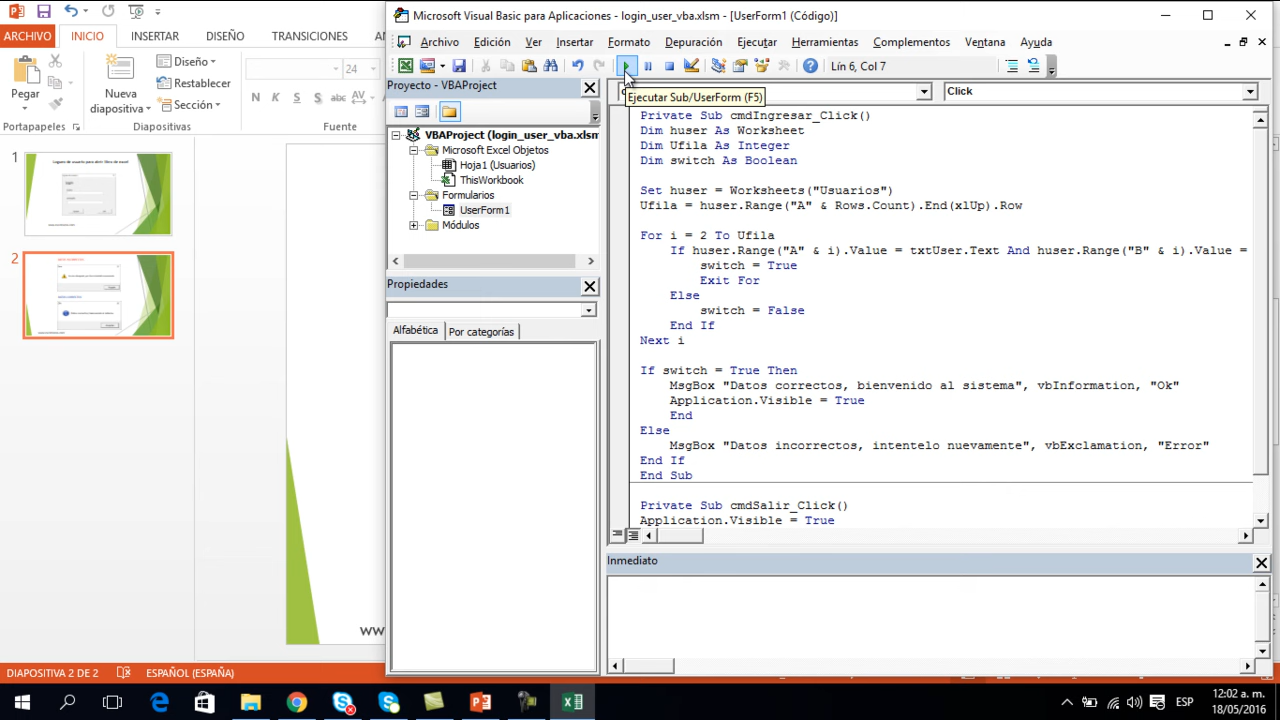 Microsoft Visual Basic para Aplicaciones - login_user_vba.xlsm - [UserForm1 (Código)]
ARCHIVO INICIO INSERTAR DISEÑO TRANSICIONES
Archivo Edición Ver Insertar Formato Depuración Ejecutar Herramientas Complementos Ventana Ayuda
Pegar
Nueva
diapositiva
Diseño
Restablecer
Sección
24
N K S S abc
Portapapeles Diapositivas Fuente
Lín 6, Col 7
Ejecutar Sub/UserForm (F5)
Click
Proyecto - VBAProject
VBAProject (login_user_vba.xlsm
Microsoft Excel Objetos
Hoja1 (Usuarios)
ThisWorkbook
Formularios
UserForm1
Módulos
Propiedades
Alfabética Por categorías
Private Sub cmdIngresar_Click()
Dim huser As Worksheet
Dim Ufila As Integer
Dim switch As Boolean
Set huser = Worksheets("Usuarios")
Ufila = huser.Range("A" & Rows.Count).End(xlUp).Row
For i = 2 To Ufila
If huser.Range("A" & i).Value = txtUser.Text And huser.Range("B" & i).Value =
switch = True
Exit For
Else
switch = False
End If
Next i
If switch = True Then
MsgBox "Datos correctos, bienvenido al sistema", vbInformation, "Ok"
Application.Visible = True
End
Else
MsgBox "Datos incorrectos, intentelo nuevamente", vbExclamation, "Error"
End If
End Sub
Private Sub cmdSalir_Click()
Application.Visible = True
Inmediato
1
2
WW
DIAPOSITIVA 2 DE 2 ESPAÑOL (ESPAÑA)
ESP
12:02 a. m.
18/05/2016